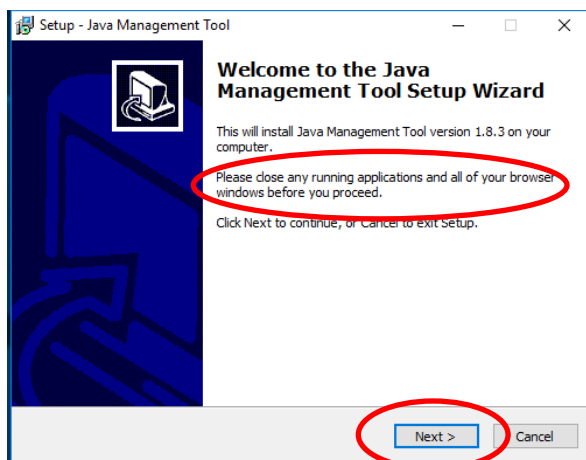 Setup - Java Management Tool
Welcome to the Java
Management Tool Setup Wizard
This will install Java Management Tool version 1.8.3 on your
computer.
Please close any running applications and all of your browser
windows before you proceed.
Click Next to continue, or Cancel to exit Setup.
Next >
Cancel